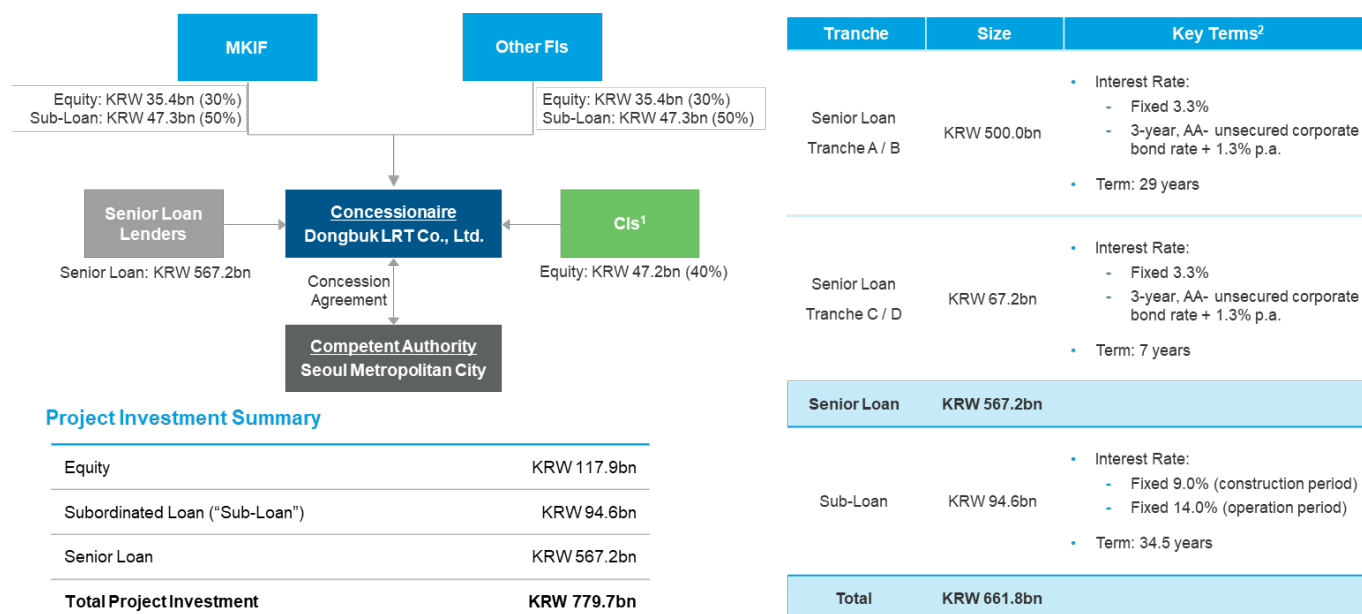 MKIF
Other FIs
Equity: KRW 35.4bn (30%)
Sub-Loan: KRW 47.3bn (50%)
Equity: KRW 35.4bn (30%)
Sub-Loan: KRW 47.3bn (50%)
Senior Loan
Lenders
Senior Loan: KRW 567.2bn
Concessionaire
Dongbuk LRT Co., Ltd.
CIs1
Equity: KRW 47.2bn (40%)
Concession
Agreement
Competent Authority
Seoul Metropolitan City
Project Investment Summary
Equity KRW 117.9bn
Subordinated Loan (“Sub-Loan”) KRW 94.6bn
Senior Loan KRW 567.2bn
Total Project Investment KRW 779.7bn
Tranche Size Key Terms2
Senior Loan
Tranche A / B
KRW 500.0bn
• Interest Rate:
- Fixed 3.3%
- 3-year, AA- unsecured corporate
bond rate + 1.3% p.a.
• Term: 29 years
Senior Loan
Tranche C / D
KRW 67.2bn
• Interest Rate:
- Fixed 3.3%
- 3-year, AA- unsecured corporate
bond rate + 1.3% p.a.
• Term: 7 years
Senior Loan KRW 567.2bn
Sub-Loan
KRW 94.6bn
• Interest Rate:
- Fixed 9.0% (construction period)
- Fixed 14.0% (operation period)
• Term: 34.5 years
Total KRW 661.8bn